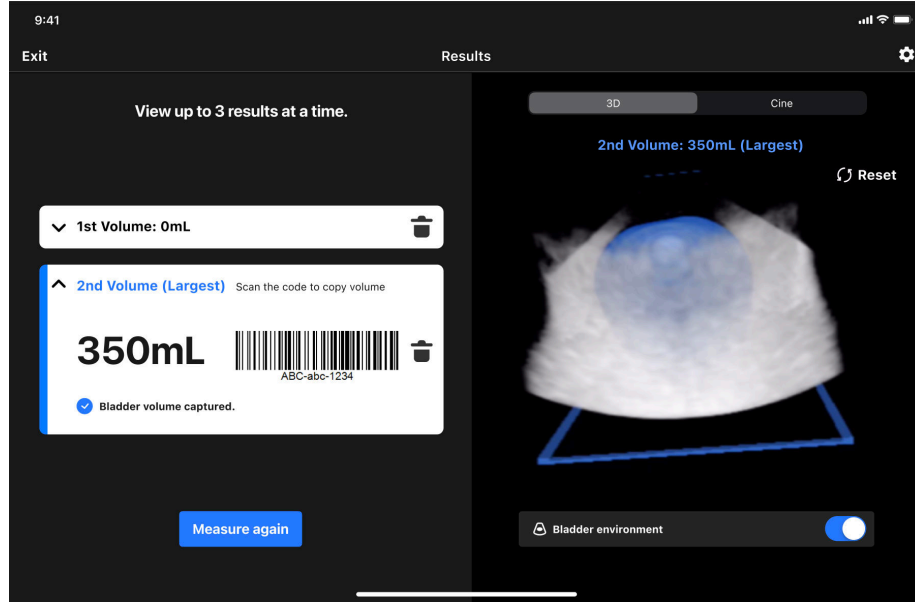 9:41
Exit
Results
View up to 3 results at a time.
1st Volume: 0mL
2nd Volume (Largest) Scan the code to copy volume
350mL
ABC-abc-1234
Bladder volume captured.
Measure again
3D
Cine
2nd Volume: 350mL (Largest)
Reset
Bladder environment